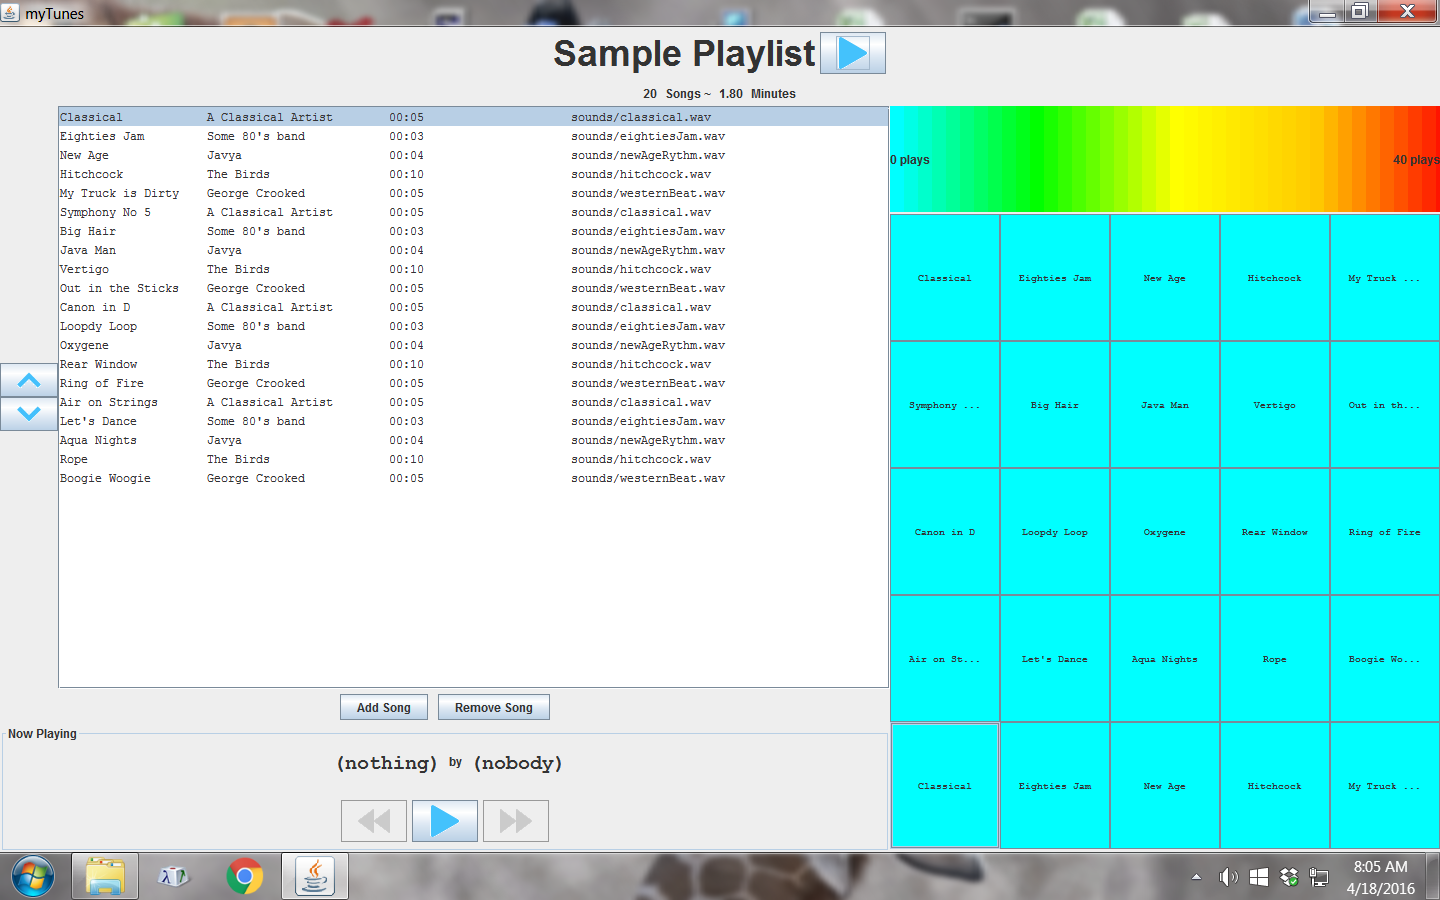 myTunes
Sample Playlist
20 Songs ~ 1.80 Minutes
Classical A Classical Artist 00:05 sounds/classical.wav
Eighties Jam Some 80's band 00:03 sounds/eightiesJam.wav
New Age Javya 00:04 sounds/newAgeRythm.wav
Hitchcock The Birds 00:10 sounds/hitchcock.wav
My Truck is Dirty George Crooked 00:05 sounds/westernBeat.wav
Symphony No 5 A Classical Artist 00:05 sounds/classical.wav
Big Hair Some 80's band 00:03 sounds/eightiesJam.wav
Java Man Javya 00:04 sounds/newAgeRythm.wav
Vertigo The Birds 00:10 sounds/hitchcock.wav
Out in the Sticks George Crooked 00:05 sounds/westernBeat.wav
Canon in D A Classical Artist 00:05 sounds/classical.wav
Loopdy Loop Some 80's band 00:03 sounds/eightiesJam.wav
Oxygene Javya 00:04 sounds/newAgeRythm.wav
Rear Window The Birds 00:10 sounds/hitchcock.wav
Ring of Fire George Crooked 00:05 sounds/westernBeat.wav
Air on Strings A Classical Artist 00:05 sounds/classical.wav
Let's Dance Some 80's band 00:03 sounds/eightiesJam.wav
Aqua Nights Javya 00:04 sounds/newAgeRythm.wav
Rope The Birds 00:10 sounds/hitchcock.wav
Boogie Woogie George Crooked 00:05 sounds/westernBeat.wav
Add Song Remove Song
Now Playing
(nothing) by (nobody)
0 plays 40 plays
Classical Eighties Jam New Age Hitchcock My Truck ...
Symphony ... Big Hair Java Man Vertigo Out in th...
Canon in D Loopdy Loop Oxygene Rear Window Ring of Fire
Air on St... Let's Dance Aqua Nights Rope Boogie Wo...
Classical Eighties Jam New Age Hitchcock My Truck ...
8:05 AM
4/18/2016